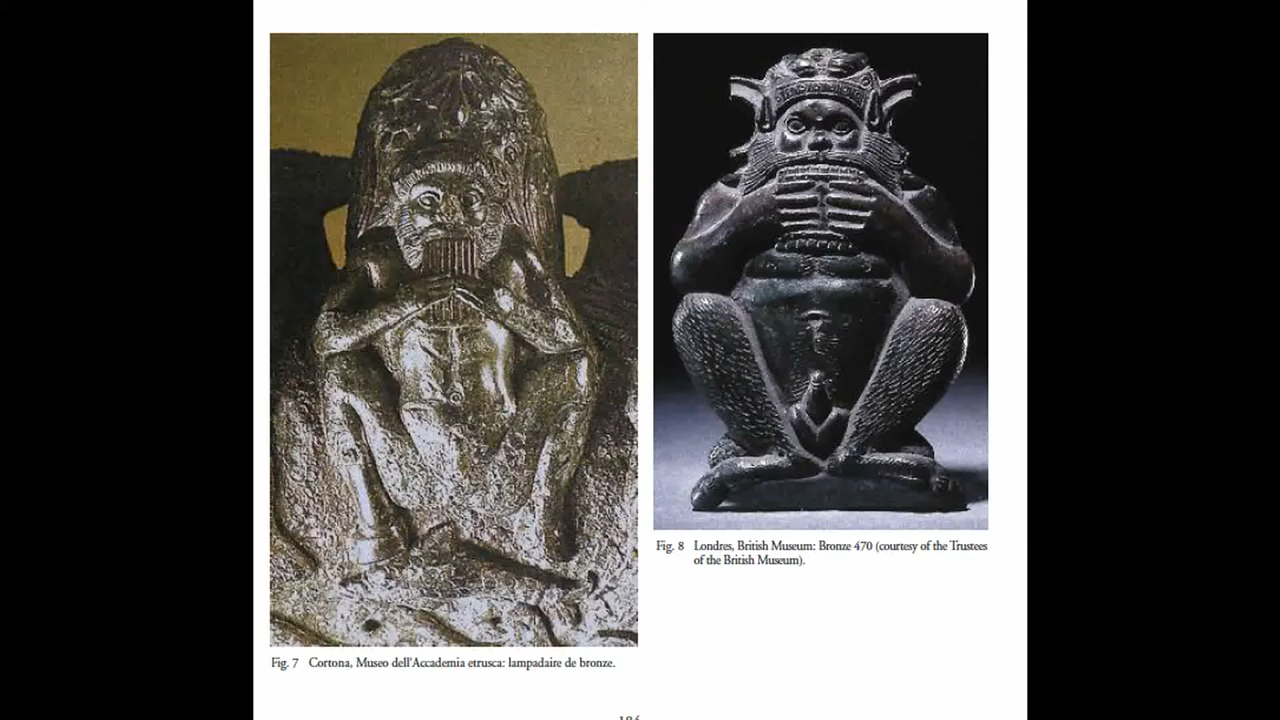 Fig. 8 Londres, British Museum: Bronze 470 (courtesy of the Trustees
of the British Museum).
Fig. 7 Cortona, Museo dell'Accademia etrusca: lampadaire de bronze.